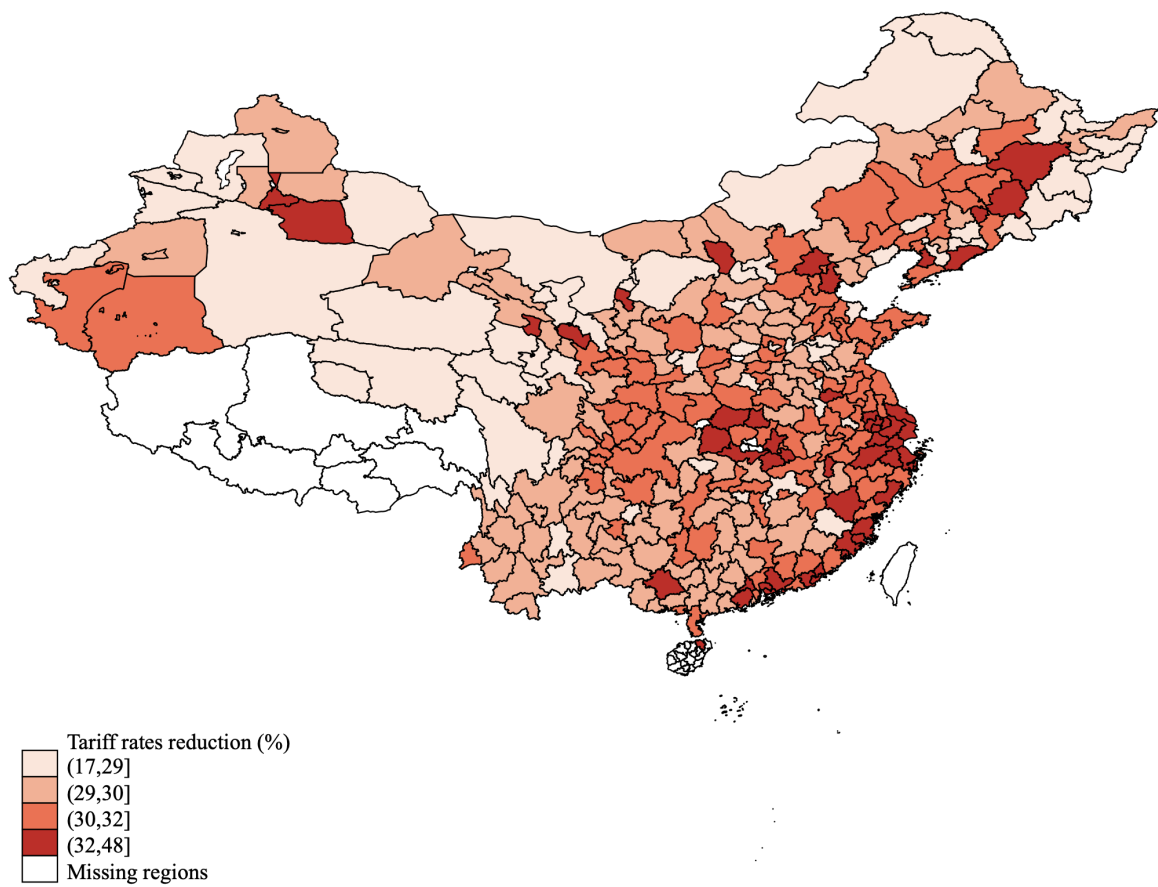 Tariff rates reduction (%)
(17,29]
(29,30]
(30,32]
(32,48]
Missing regions